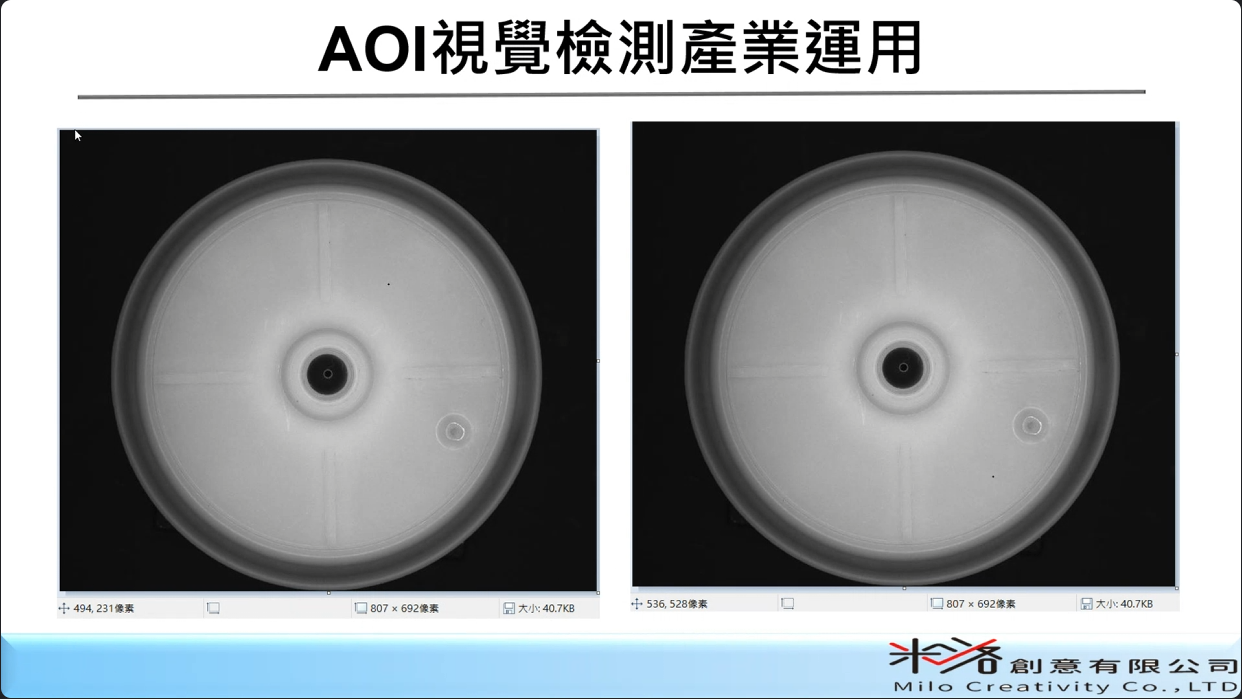 AOI視覺檢測產業運用
494, 231像素
807 × 692像素
大小: 40.7KB
536, 528像素
807 × 692像素
大小: 40.7KB
米洛 創意有限公司
Milo Creativity Co.,LTD